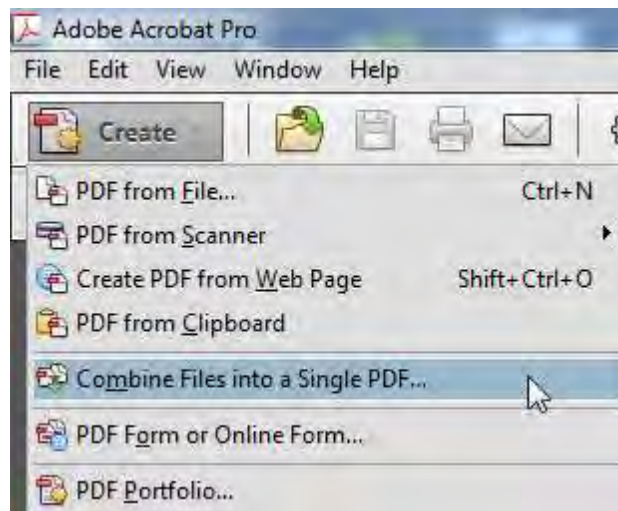 Adobe Acrobat Pro
File Edit View Window Help
Create
PDF from File... Ctrl+N
PDF from Scanner
Create PDF from Web Page Shift+Ctrl+O
PDF from Clipboard
Combine Files into a Single PDF...
PDF Form or Online Form...
PDF Portfolio...